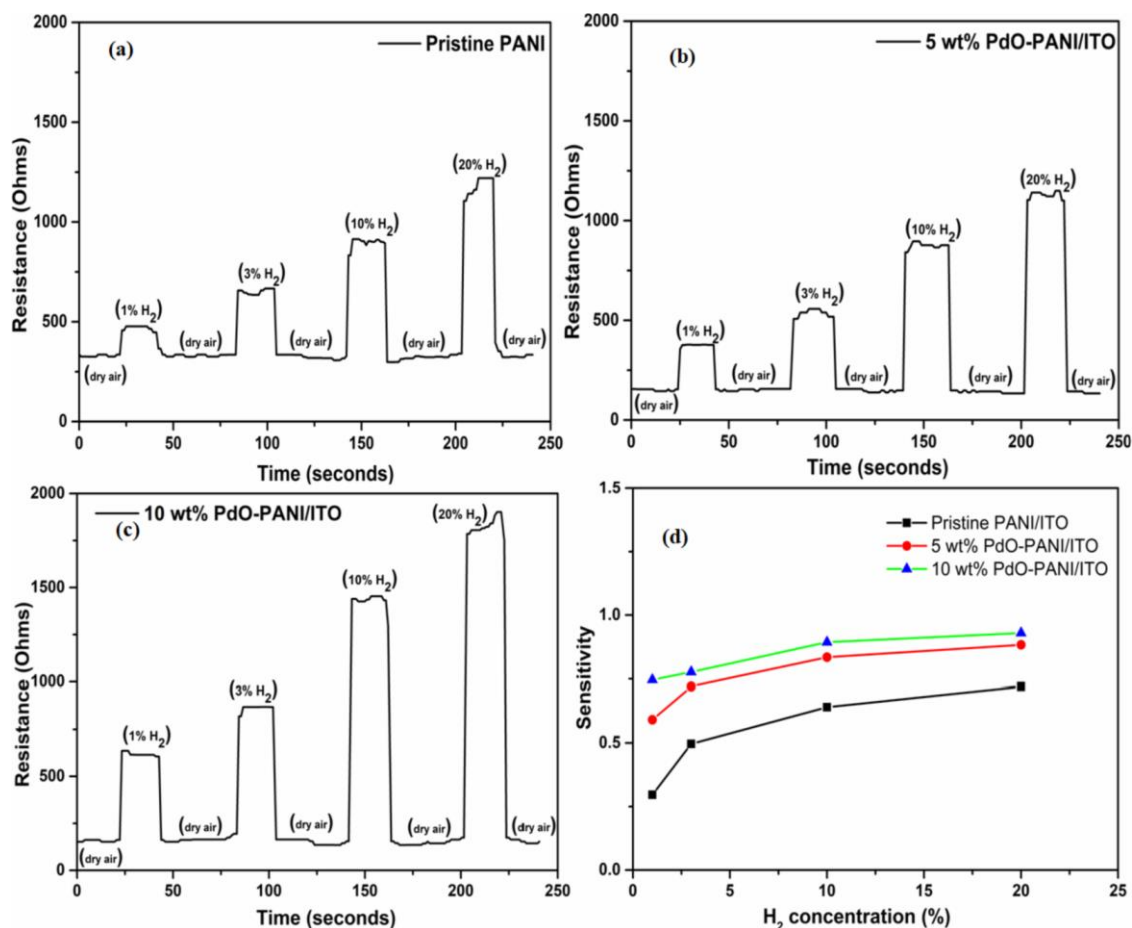 (a)
Pristine PANI
2000
1500
1000
500
0
Resistance (Ohms)
(dry air)
(1% H2)
(dry air)
(3% H2)
(dry air)
(10% H2)
(dry air)
(20% H2)
(dry air)
0 50 100 150 200 250
Time (seconds)
(b)
5 wt% PdO-PANI/ITO
2000
1500
1000
500
0
Resistance (Ohms)
(dry air)
(1% H2)
(dry air)
(3% H2)
(dry air)
(10% H2)
(dry air)
(20% H2)
(dry air)
0 50 100 150 200 250
Time (seconds)
10 wt% PdO-PANI/ITO
(c)
2000
1500
1000
500
0
Resistance (Ohms)
(dry air)
(1% H2)
(dry air)
(3% H2)
(dry air)
(10% H2)
(dry air)
(20% H2)
(dry air)
0 50 100 150 200 250
Time (seconds)
(d)
Pristine PANI/ITO
5 wt% PdO-PANI/ITO
10 wt% PdO-PANI/ITO
1.5
1.0
0.5
0.0
Sensitivity
0 5 10 15 20
H2 concentration (%)